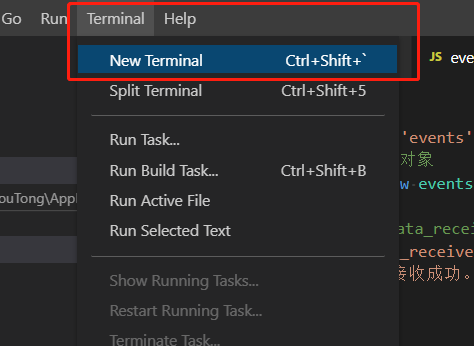 Go Run Terminal Help
New Terminal Ctrl+Shift+`
JS eve
Split Terminal Ctrl+Shift+5
Run Task...
'events'
对象
Run Build Task... Ctrl+Shift+B
w events
ouTong\Appl
Run Active File
Run Selected Text
ata_recei
_receive
接收成功。
Show Running Tasks...
Restart Running Task...
Terminate Task...